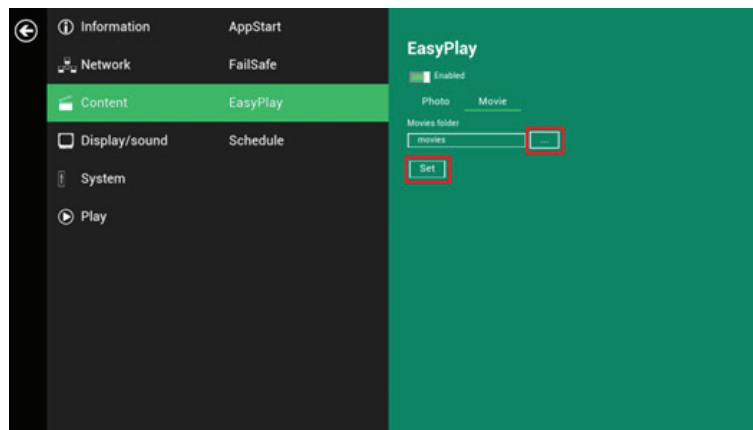 Information
Network
Content
Display/sound
System
Play
AppStart
FailSafe
EasyPlay
Schedule
EasyPlay
Enabled
Photo Movie
Movies folder
movies ...
Set